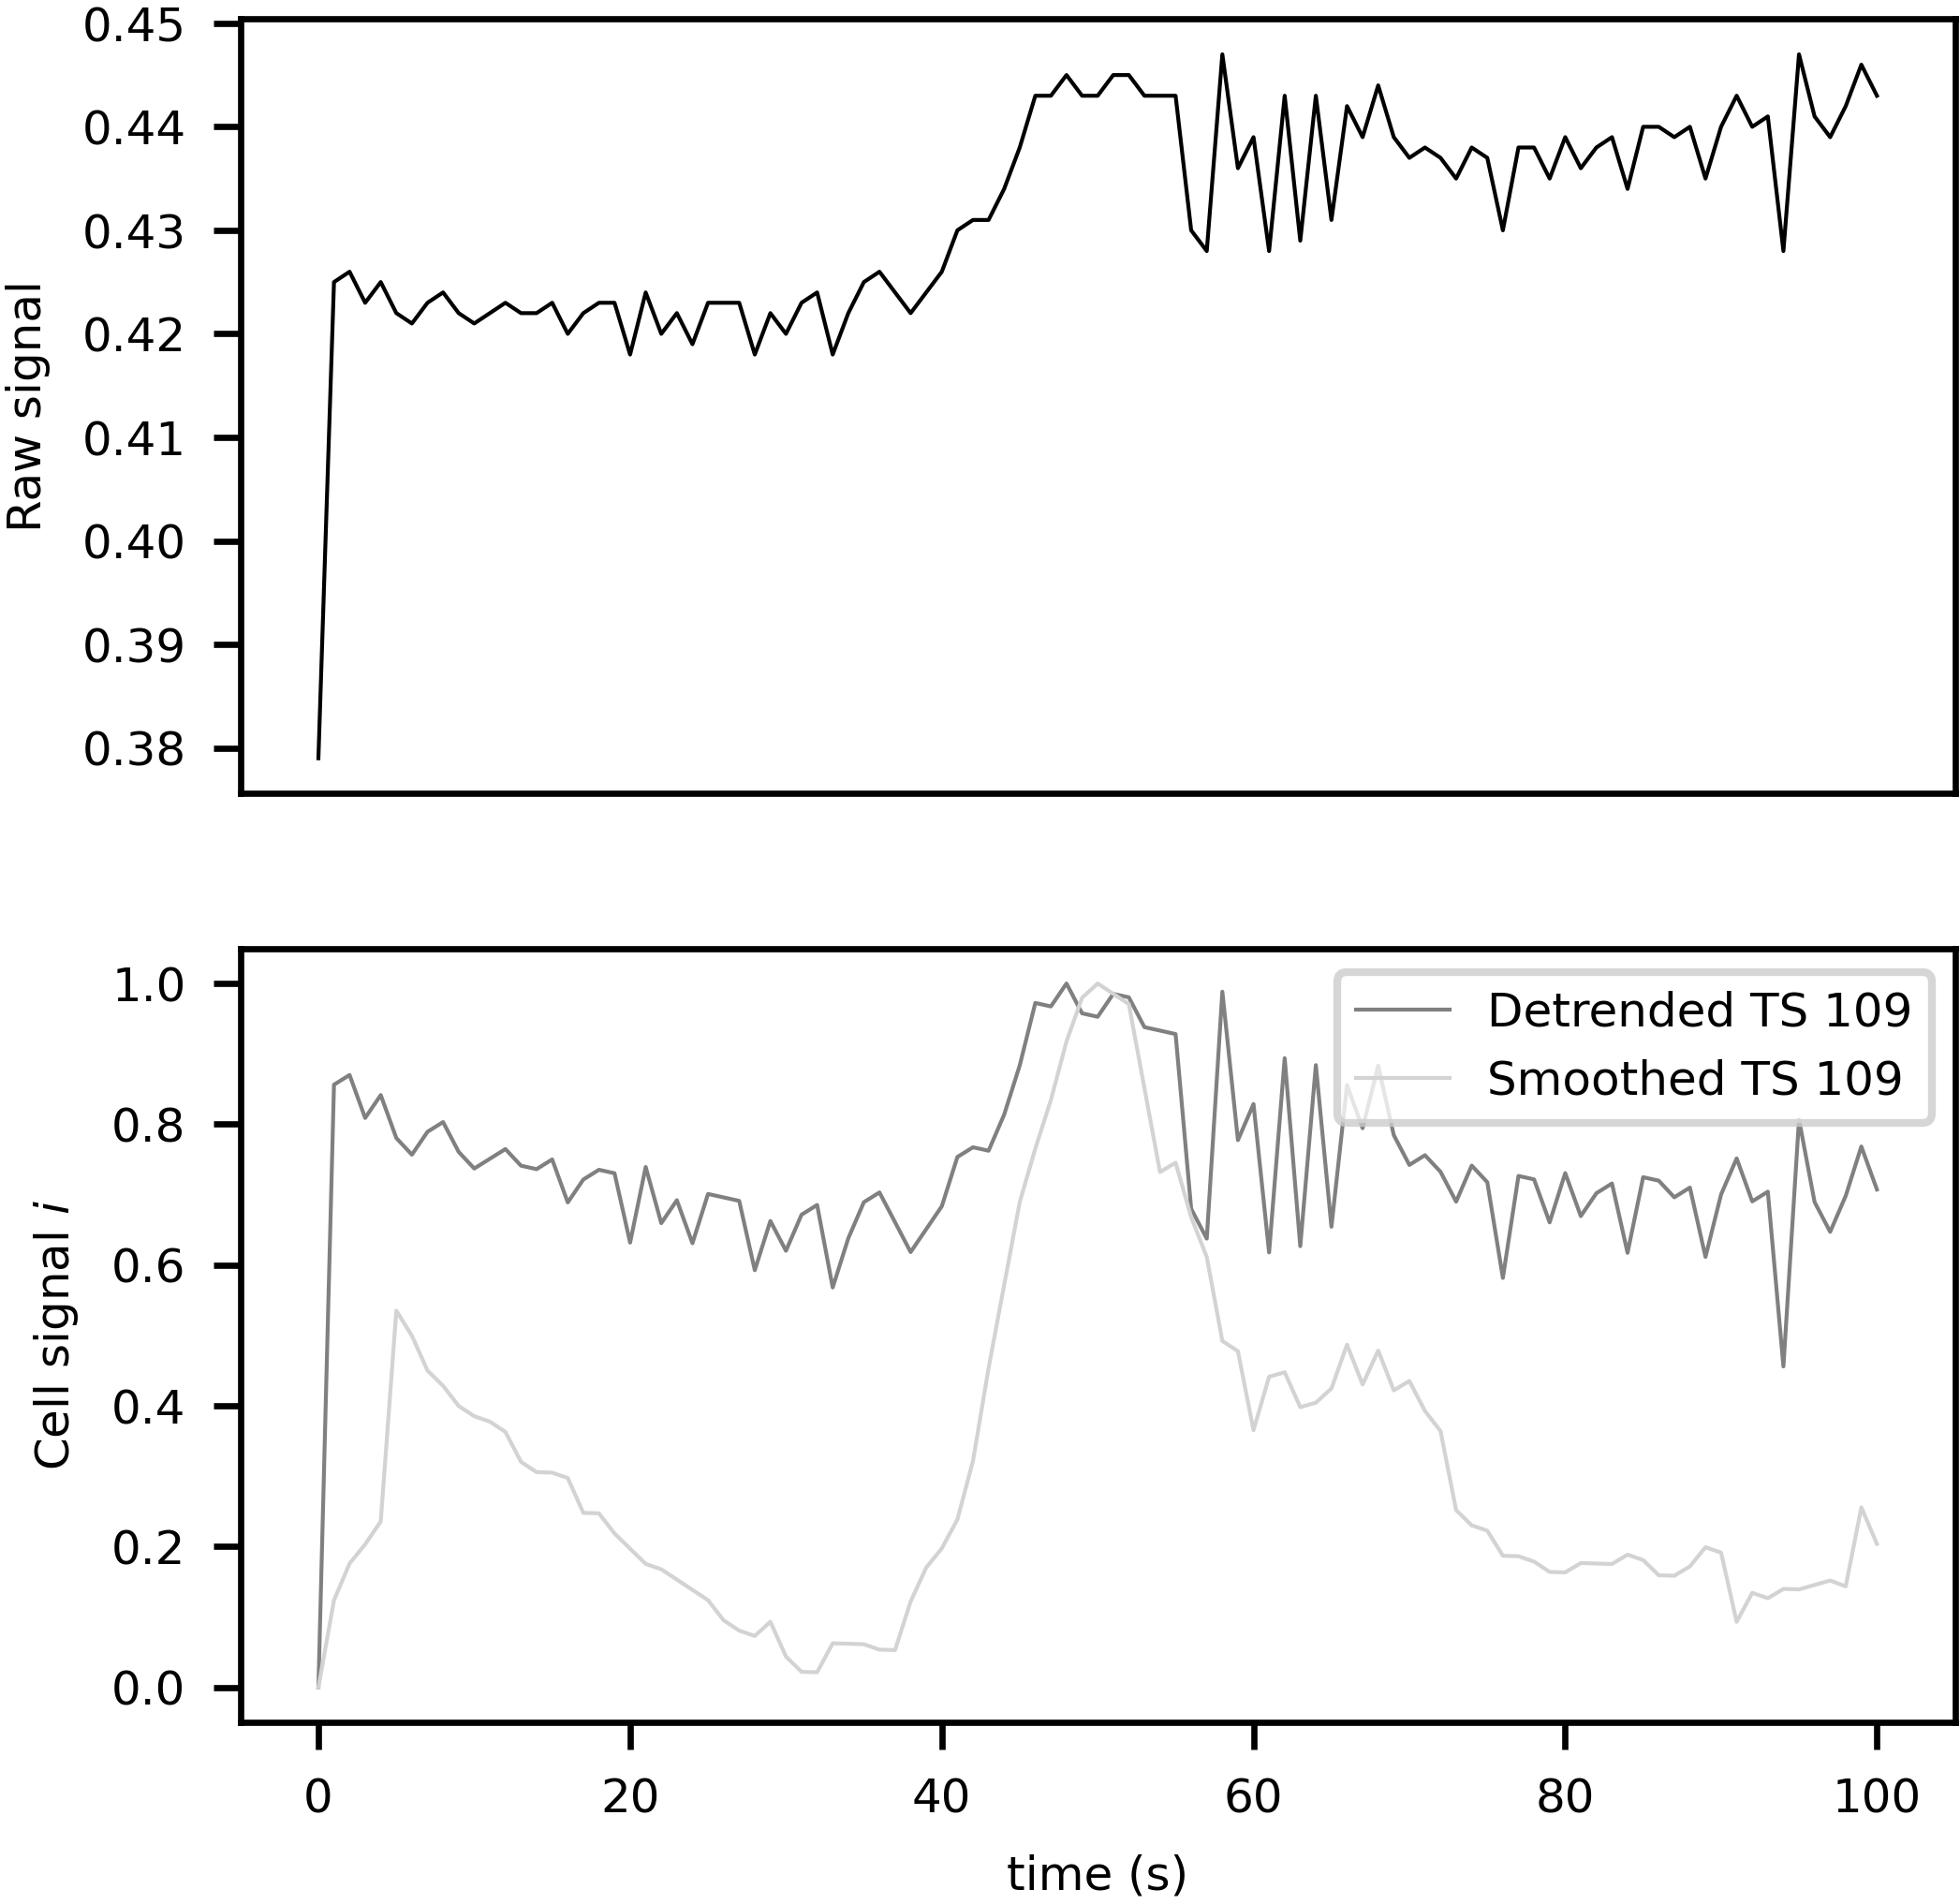 0.45
0.44
0.43
0.42
0.41
0.40
0.39
0.38
Raw signal
1.0
0.8
0.6
0.4
0.2
0.0
Cell signal i
Detrended TS 109
Smoothed TS 109
0 20 40 60 80 100
time (s)